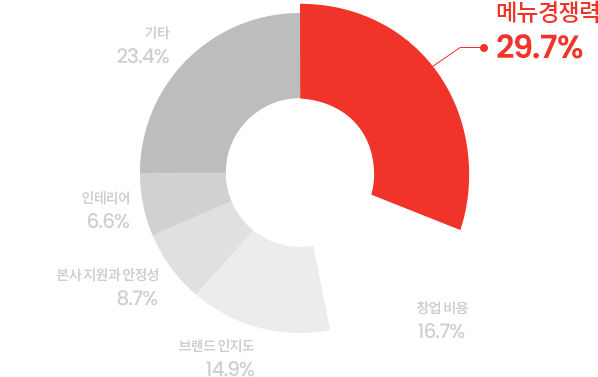 메뉴경쟁력
29.7%
기타
23.4%
인테리어
6.6%
본사 지원과 안정성
8.7%
창업 비용
16.7%
브랜드 인지도
14.9%